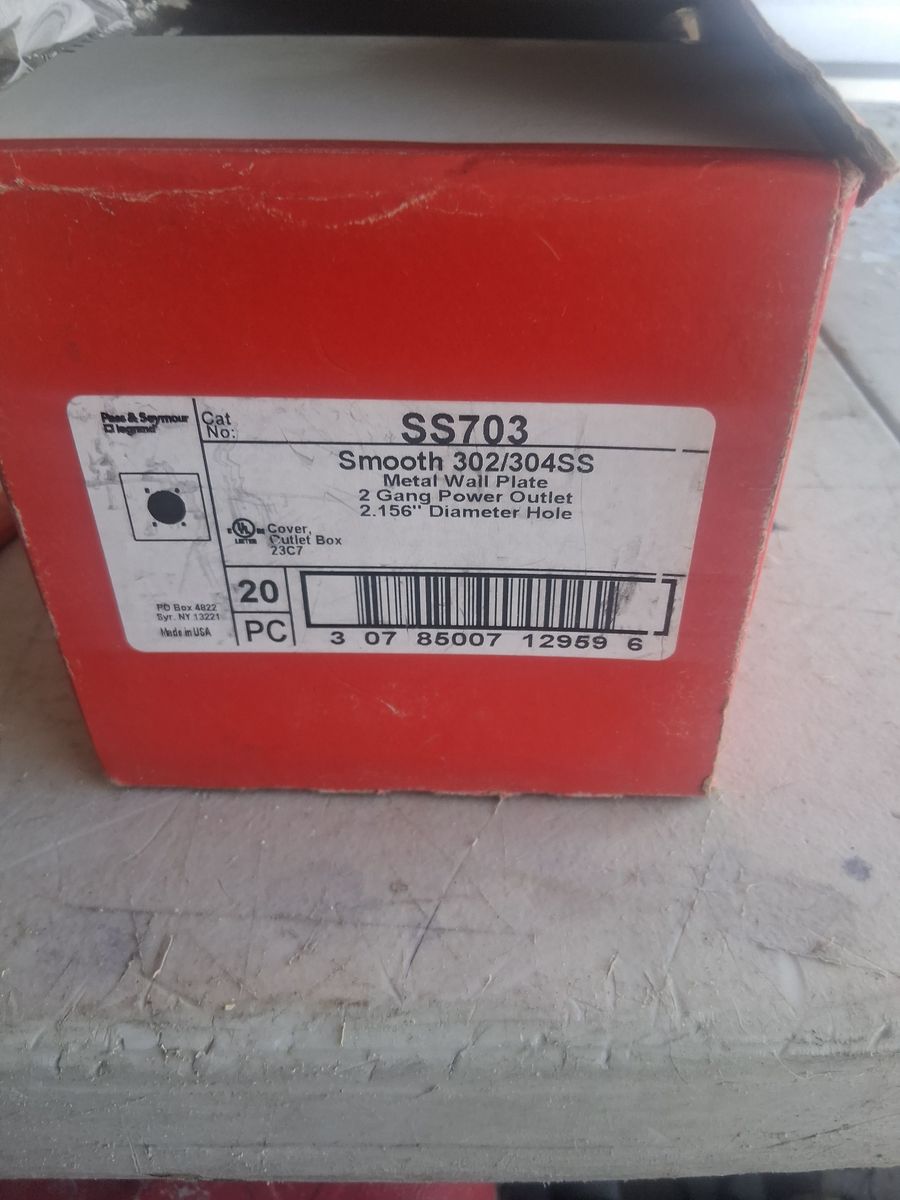 Pass & Seymour
legrand
Cat
No:
SS703
Smooth 302/304SS
Metal Wall Plate
2 Gang Power Outlet
2.156" Diameter Hole
UL
LISTED
Cover,
Outlet Box
23C7
PO Box 4822
Syr. NY 13221
Made in USA
20
PC
3 07 85007 12959 6